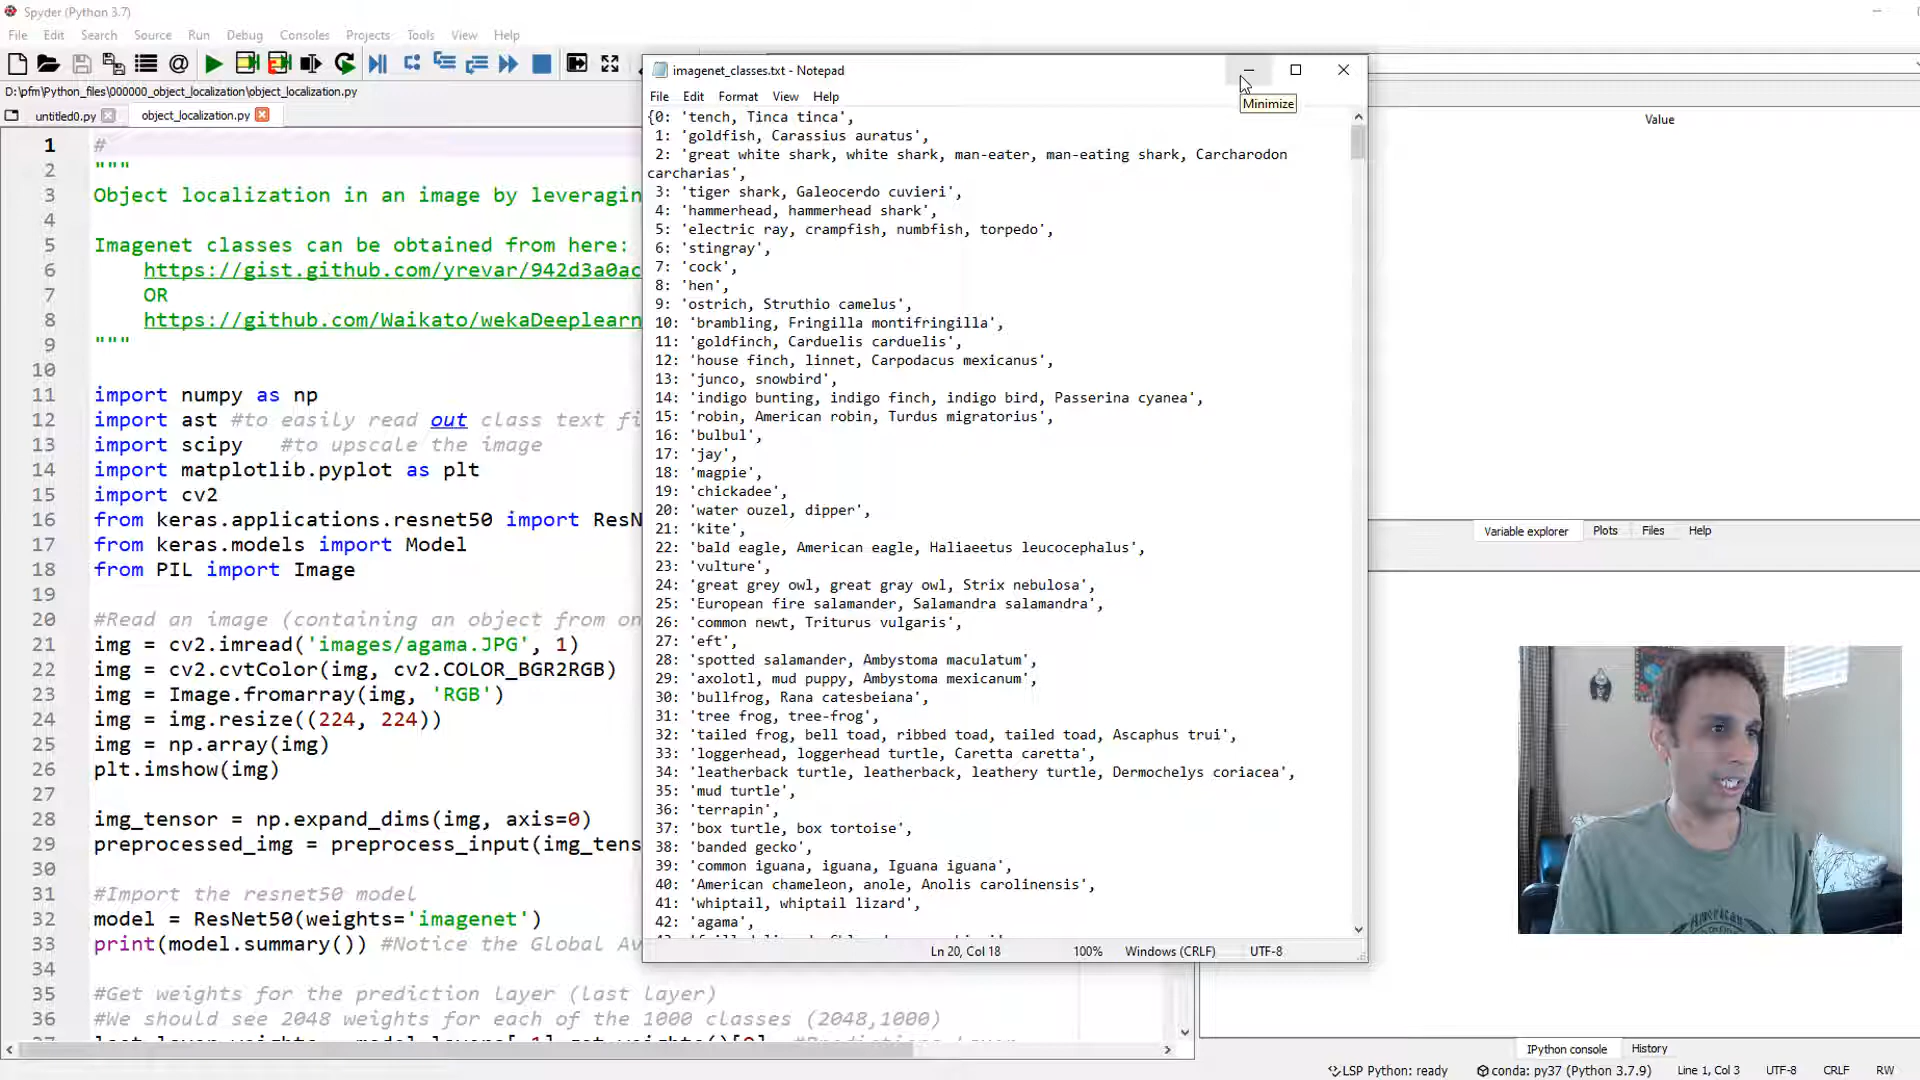 Spyder (Python 3.7)
File Edit Search Source Run Debug Consoles Projects Tools View Help
D:\pfm\Python_files\000000_object_localization\object_localization.py
untitled0.py
object_localization.py
1 #
2 """
3 Object localization in an image by leveragin
4
5 Imagenet classes can be obtained from here:
6 https://gist.github.com/yrevar/942d3a0ac
7 OR
8 https://github.com/Waikato/wekaDeeplearn
9 """
10
11 import numpy as np
12 import ast #to easily read out class text fi
13 import scipy #to upscale the image
14 import matplotlib.pyplot as plt
15 import cv2
16 from keras.applications.resnet50 import ResN
17 from keras.models import Model
18 from PIL import Image
19
20 #Read an image (containing an object from on
21 img = cv2.imread('images/agama.JPG', 1)
22 img = cv2.cvtColor(img, cv2.COLOR_BGR2RGB)
23 img = Image.fromarray(img, 'RGB')
24 img = img.resize((224, 224))
25 img = np.array(img)
26 plt.imshow(img)
27
28 img_tensor = np.expand_dims(img, axis=0)
29 preprocessed_img = preprocess_input(img_tens
30
31 #Import the resnet50 model
32 model = ResNet50(weights='imagenet')
33 print(model.summary()) #Notice the Global Av
34
35 #Get weights for the prediction layer (last layer)
36 #We should see 2048 weights for each of the 1000 classes (2048,1000)
imagenet_classes.txt - Notepad
Minimize
File Edit Format View Help
{0: 'tench, Tinca tinca',
1: 'goldfish, Carassius auratus',
2: 'great white shark, white shark, man-eater, man-eating shark, Carcharodon
carcharias',
3: 'tiger shark, Galeocerdo cuvieri',
4: 'hammerhead, hammerhead shark',
5: 'electric ray, crampfish, numbfish, torpedo',
6: 'stingray',
7: 'cock',
8: 'hen',
9: 'ostrich, Struthio camelus',
10: 'brambling, Fringilla montifringilla',
11: 'goldfinch, Carduelis carduelis',
12: 'house finch, linnet, Carpodacus mexicanus',
13: 'junco, snowbird',
14: 'indigo bunting, indigo finch, indigo bird, Passerina cyanea',
15: 'robin, American robin, Turdus migratorius',
16: 'bulbul',
17: 'jay',
18: 'magpie',
19: 'chickadee',
20: 'water ouzel, dipper',
21: 'kite',
22: 'bald eagle, American eagle, Haliaeetus leucocephalus',
23: 'vulture',
24: 'great grey owl, great gray owl, Strix nebulosa',
25: 'European fire salamander, Salamandra salamandra',
26: 'common newt, Triturus vulgaris',
27: 'eft',
28: 'spotted salamander, Ambystoma maculatum',
29: 'axolotl, mud puppy, Ambystoma mexicanum',
30: 'bullfrog, Rana catesbeiana',
31: 'tree frog, tree-frog',
32: 'tailed frog, bell toad, ribbed toad, tailed toad, Ascaphus trui',
33: 'loggerhead, loggerhead turtle, Caretta caretta',
34: 'leatherback turtle, leatherback, leathery turtle, Dermochelys coriacea',
35: 'mud turtle',
36: 'terrapin',
37: 'box turtle, box tortoise',
38: 'banded gecko',
39: 'common iguana, iguana, Iguana iguana',
40: 'American chameleon, anole, Anolis carolinensis',
41: 'whiptail, whiptail lizard',
42: 'agama',
Ln 20, Col 18 100% Windows (CRLF) UTF-8
Value
Variable explorer Plots Files Help
IPython console History
LSP Python: ready conda: py37 (Python 3.7.9) Line 1, Col 3 UTF-8 CRLF RW